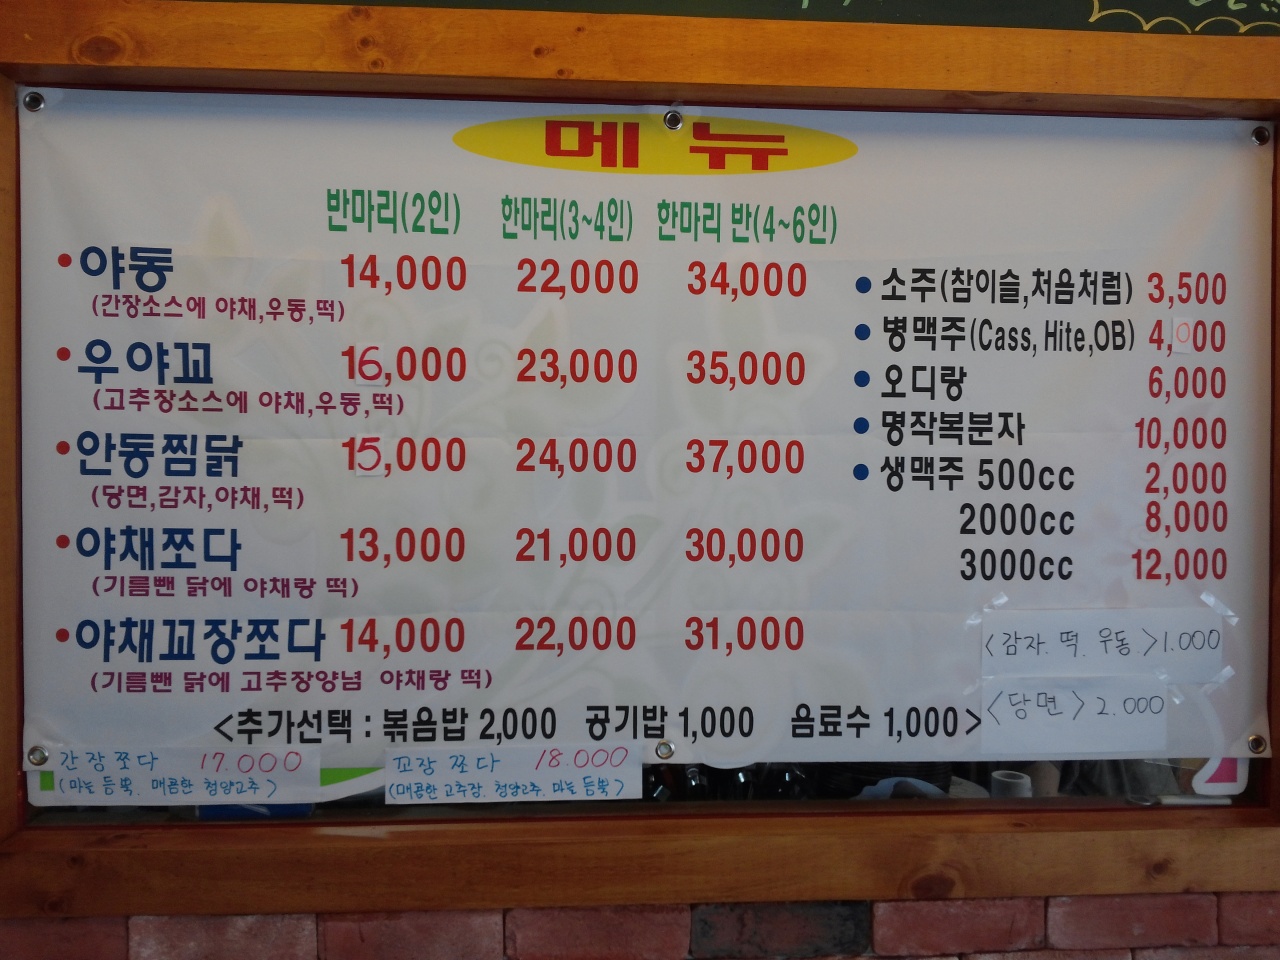 메뉴
반마리(2인) 한마리(3~4인) 한마리 반(4~6인)
•야동 14,000 22,000 34,000
(간장소스에 야채,우동,떡)
•우야꼬 16,000 23,000 35,000
(고추장소스에 야채,우동,떡)
•안동찜닭 15,000 24,000 37,000
(당면,감자,야채,떡)
•야채쪼다 13,000 21,000 30,000
(기름뺀 닭에 야채랑 떡)
•야채꼬장쪼다 14,000 22,000 31,000
(기름뺀 닭에 고추장양념 야채랑 떡)
<추가선택 : 볶음밥 2,000 공기밥 1,000 음료수 1,000>
● 소주(참이슬,처음처럼) 3,500
● 병맥주(Cass, Hite,OB) 4,000
● 오디랑 6,000
● 명작복분자 10,000
● 생맥주 500cc 2,000
2000cc 8,000
3000cc 12,000
<감자. 떡. 우동.>1.000
<당면> 2.000
간장쪼다 17.000
(마늘 듬뿍. 매콤한 청양고추)
꼬장쪼다 18.000
(매콤한 고추장. 청양고추. 마늘 듬뿍)